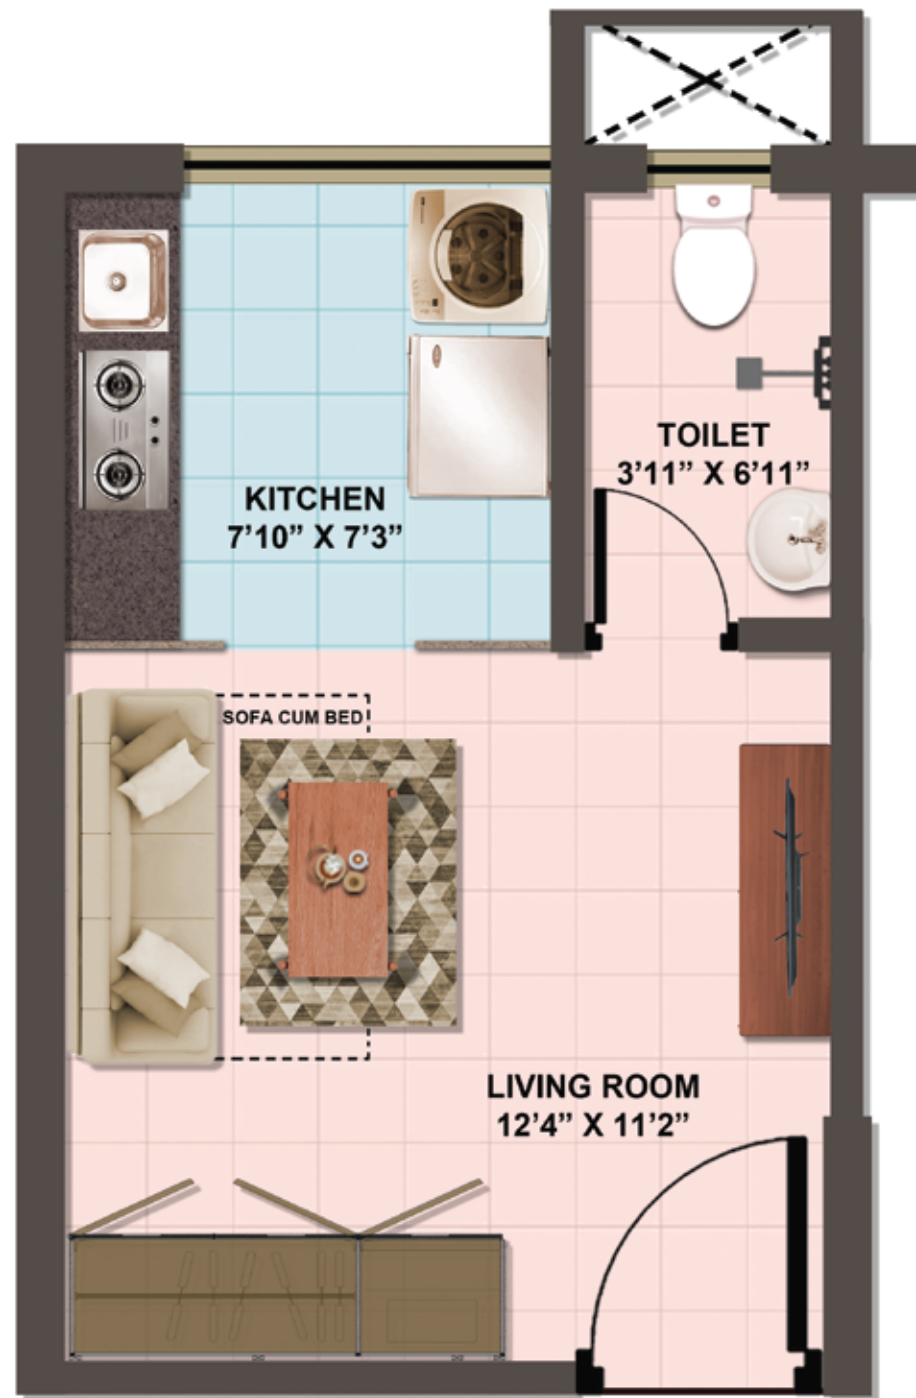 TOILET
3’11” X 6’11”
KITCHEN
7’10” X 7’3”
SOFA CUM BED
LIVING ROOM
12’4” X 11’2”